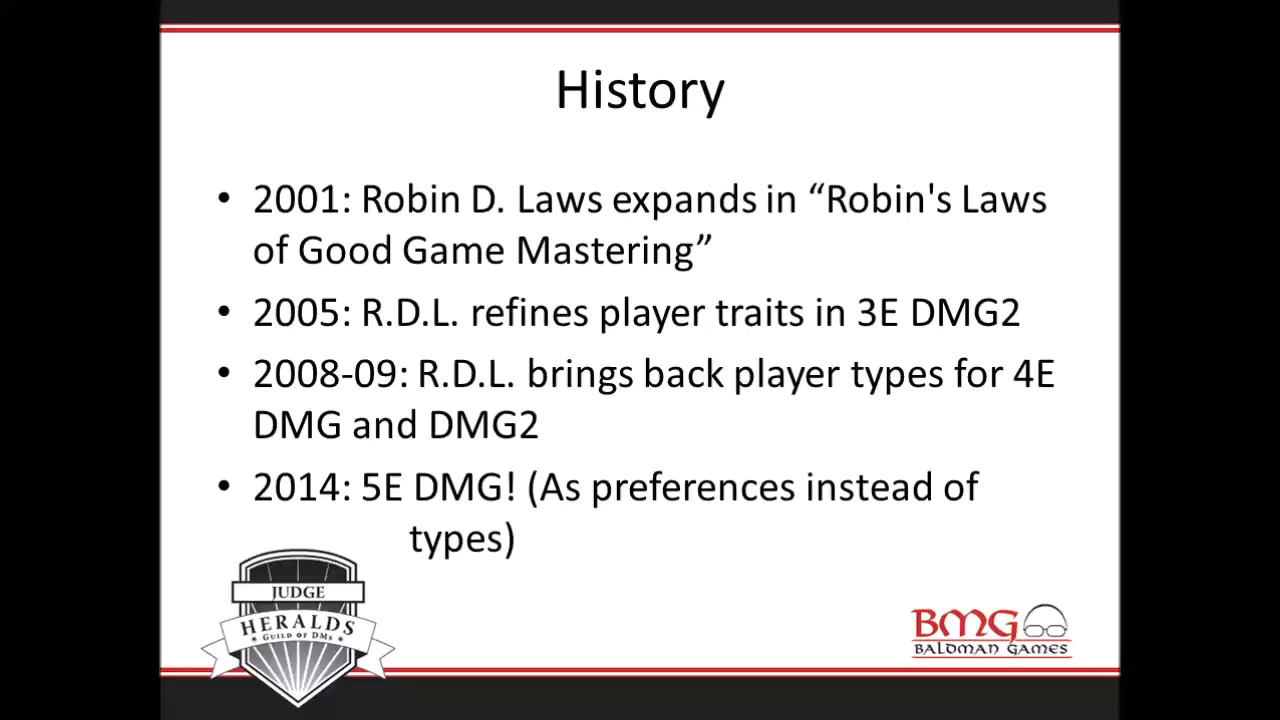 History
• 2001: Robin D. Laws expands in “Robin's Laws
of Good Game Mastering”
• 2005: R.D.L. refines player traits in 3E DMG2
• 2008-09: R.D.L. brings back player types for 4E
DMG and DMG2
• 2014: 5E DMG! (As preferences instead of
types)
JUDGE
HERALDS
GUILD OF DMs
BMG
BALDMAN GAMES